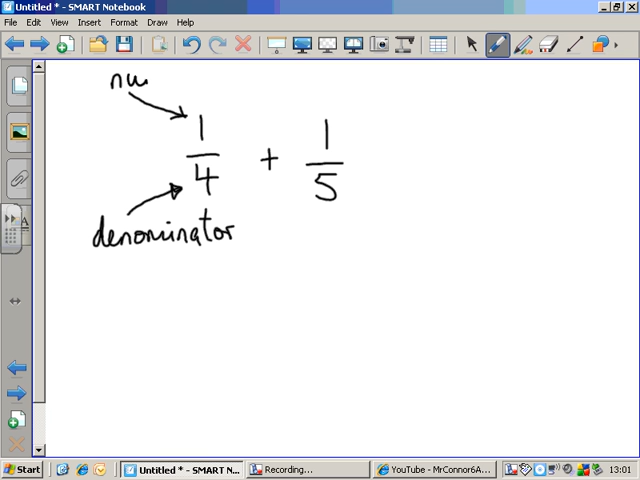 Untitled * - SMART Notebook
File Edit View Insert Format Draw Help
nu
1
4
+
1
5
denominator
A
Start
Untitled * - SMART N...
Recording...
YouTube - MrConnor6A...
13:01